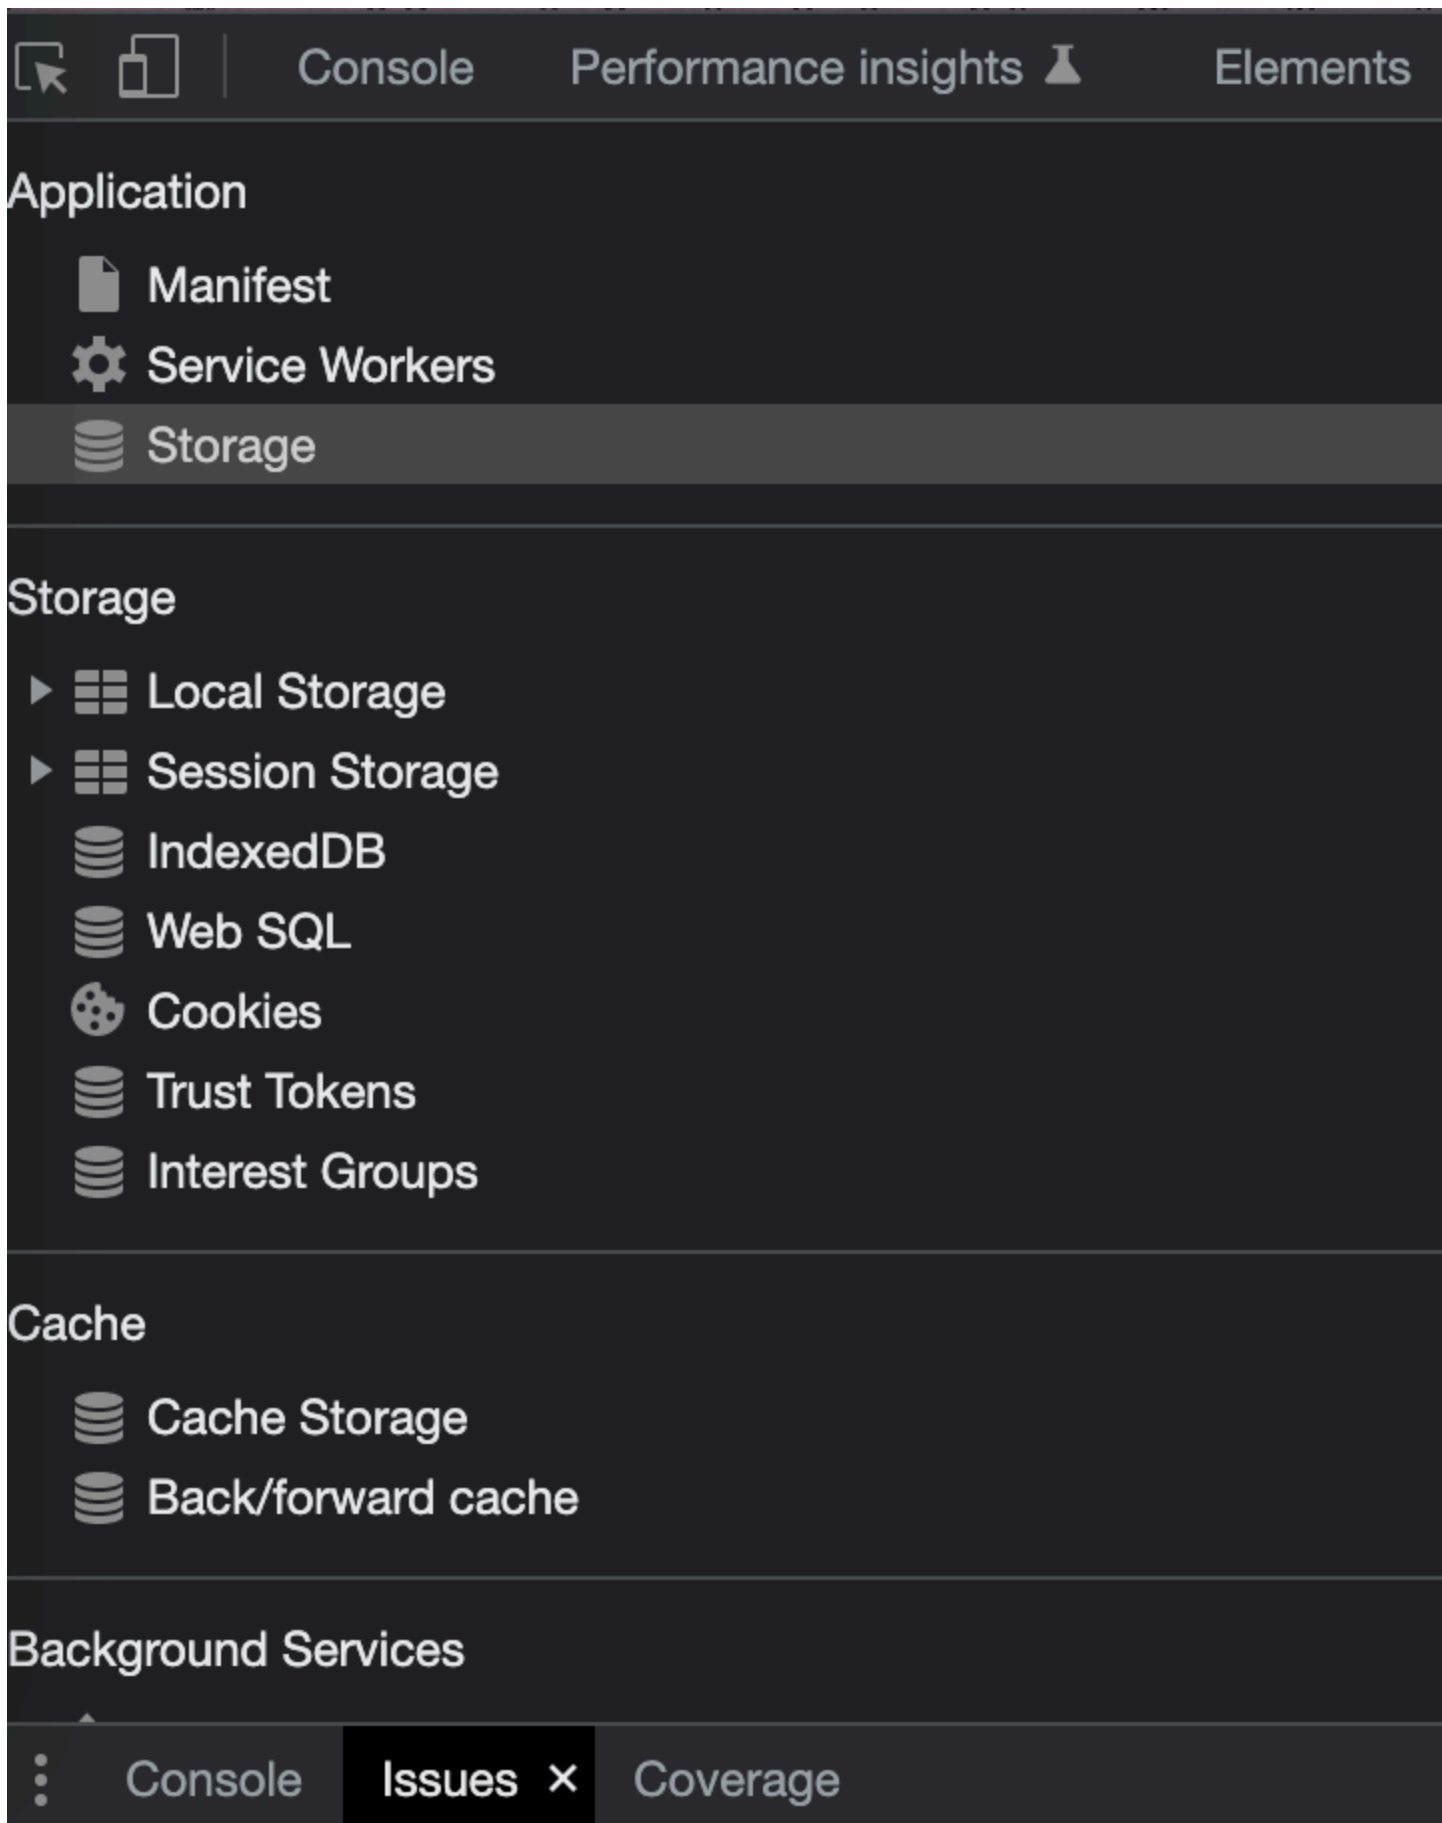 Console Performance insights Elements
Application
Manifest
Service Workers
Storage
Storage
Local Storage
Session Storage
IndexedDB
Web SQL
Cookies
Trust Tokens
Interest Groups
Cache
Cache Storage
Back/forward cache
Background Services
Console Issues × Coverage